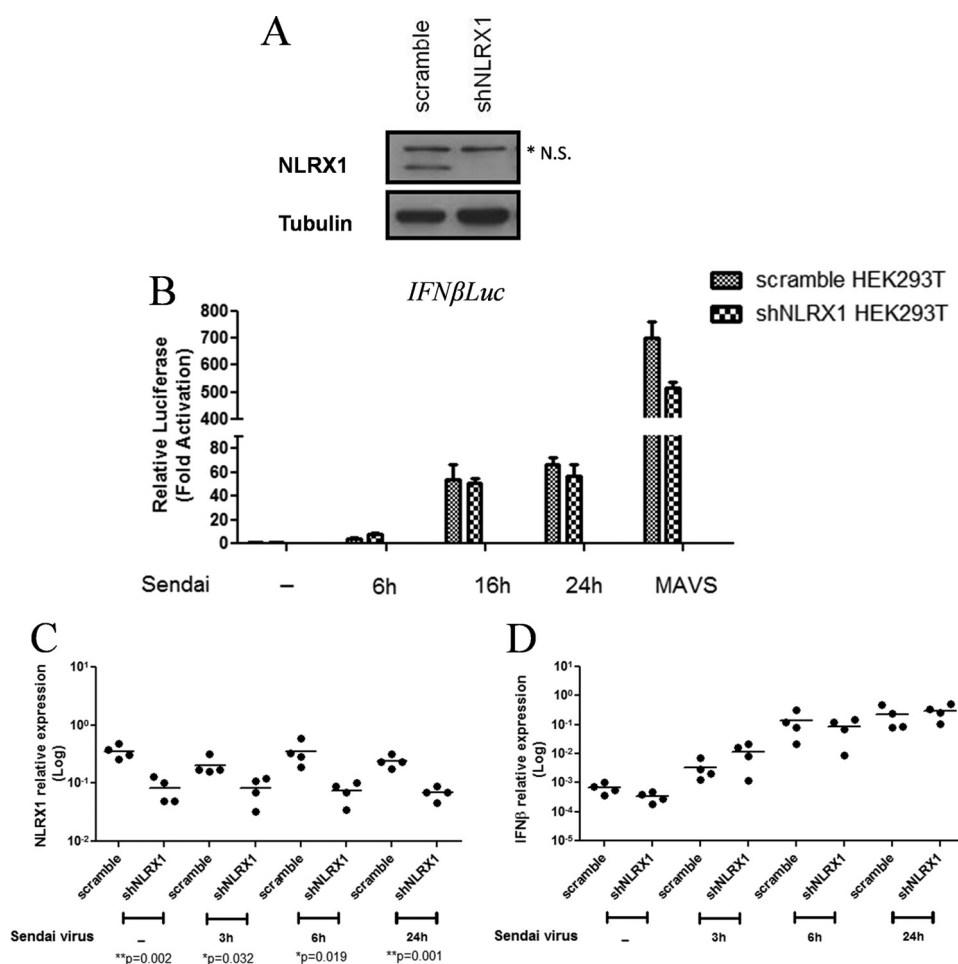 A
scramble
shNLRX1
NLRX1
* N.S.
Tubulin
B
IFNβLuc
scramble HEK293T
shNLRX1 HEK293T
Relative Luciferase
(Fold Activation)
800
700
600
500
400
80
60
40
20
0
Sendai – 6h 16h 24h MAVS
C
NLRX1 relative expression
(Log)
10¹
10⁰
10⁻¹
10⁻²
scramble shNLRX1 scramble shNLRX1 scramble shNLRX1 scramble shNLRX1
Sendai virus – 3h 6h 24h
**p=0.002 *p=0.032 *p=0.019 **p=0.001
D
IFNβ relative expression
(Log)
10¹
10⁰
10⁻¹
10⁻²
10⁻³
10⁻⁴
10⁻⁵
scramble shNLRX1 scramble shNLRX1 scramble shNLRX1 scramble shNLRX1
Sendai virus – 3h 6h 24h